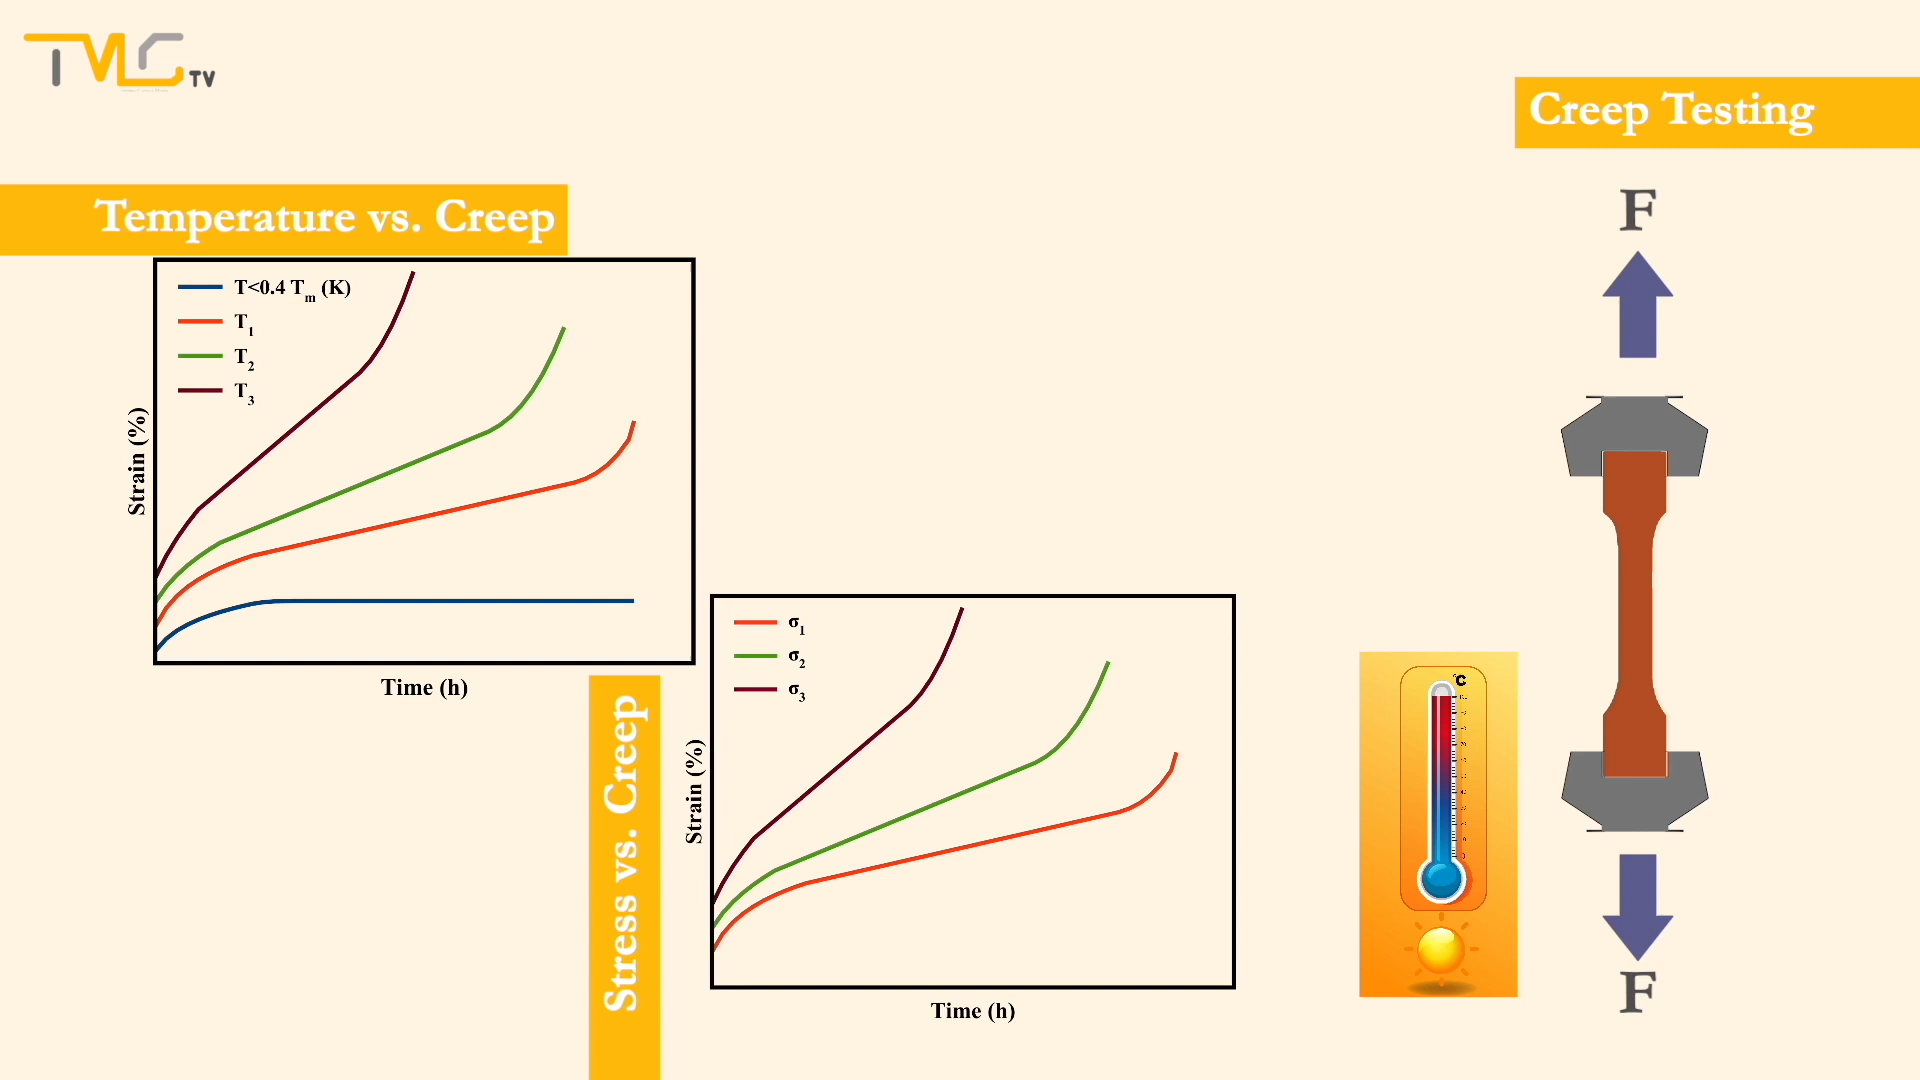 TMC TV
Creep Testing
Temperature vs. Creep
T<0.4 Tm (K)
T1
T2
T3
Strain (%)
Time (h)
Stress vs. Creep
σ1
σ2
σ3
Strain (%)
Time (h)
F
°C
F